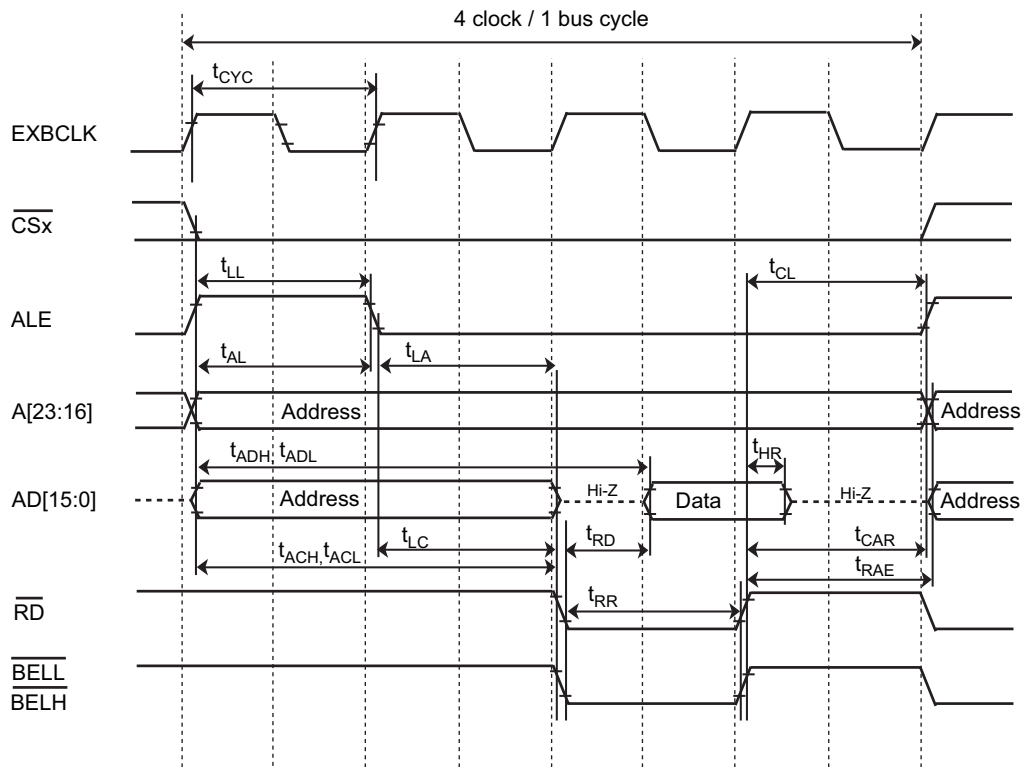 4 clock / 1 bus cycle
tCYC
EXBCLK
CSx
tLL
tCL
ALE
tAL
tLA
A[23:16]
Address
Address
tADH, tADL
tHR
AD[15:0]
Address
Hi-Z
Data
Hi-Z
Address
tLC
tRD
tCAR
tACH,tACL
tRAE
RD
tRR
BELL
BELH